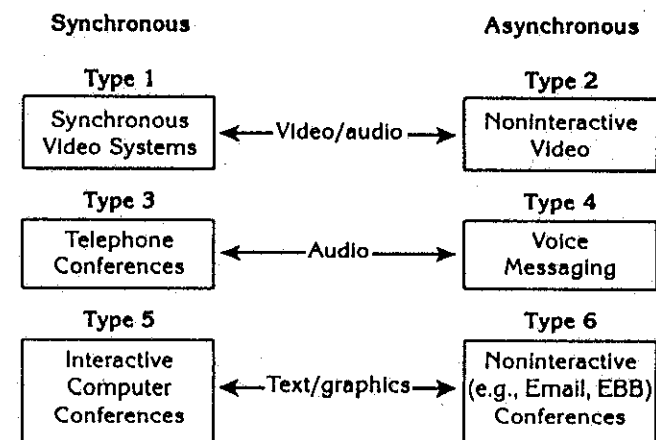 Synchronous Asynchronous
Type 1 Type 2
Synchronous
Video Systems
Video/audio
Noninteractive
Video
Type 3 Type 4
Telephone
Conferences
Audio
Voice
Messaging
Type 5 Type 6
Interactive
Computer
Conferences
Text/graphics
Noninteractive
(e.g., Email, EBB)
Conferences